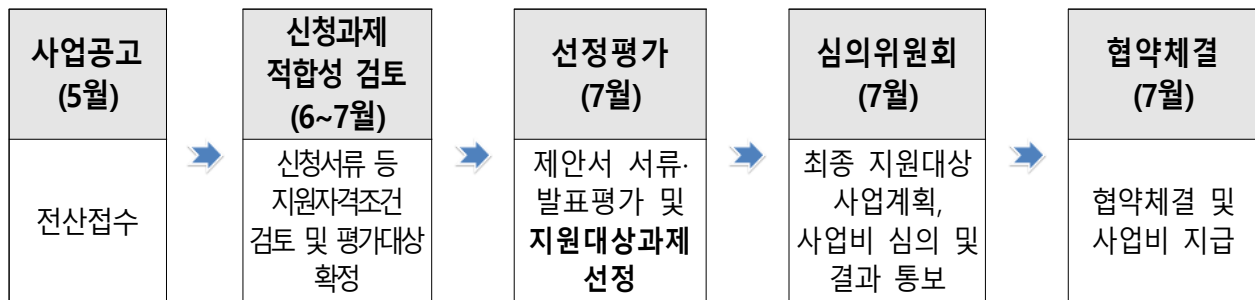 사업공고
(5월)
전산접수
신청과제
적합성 검토
(6~7월)
신청서류 등
지원자격조건
검토 및 평가대상
확정
선정평가
(7월)
제안서 서류·
발표평가 및
지원대상과제
선정
심의위원회
(7월)
최종 지원대상
사업계획,
사업비 심의 및
결과 통보
협약체결
(7월)
협약체결 및
사업비 지급